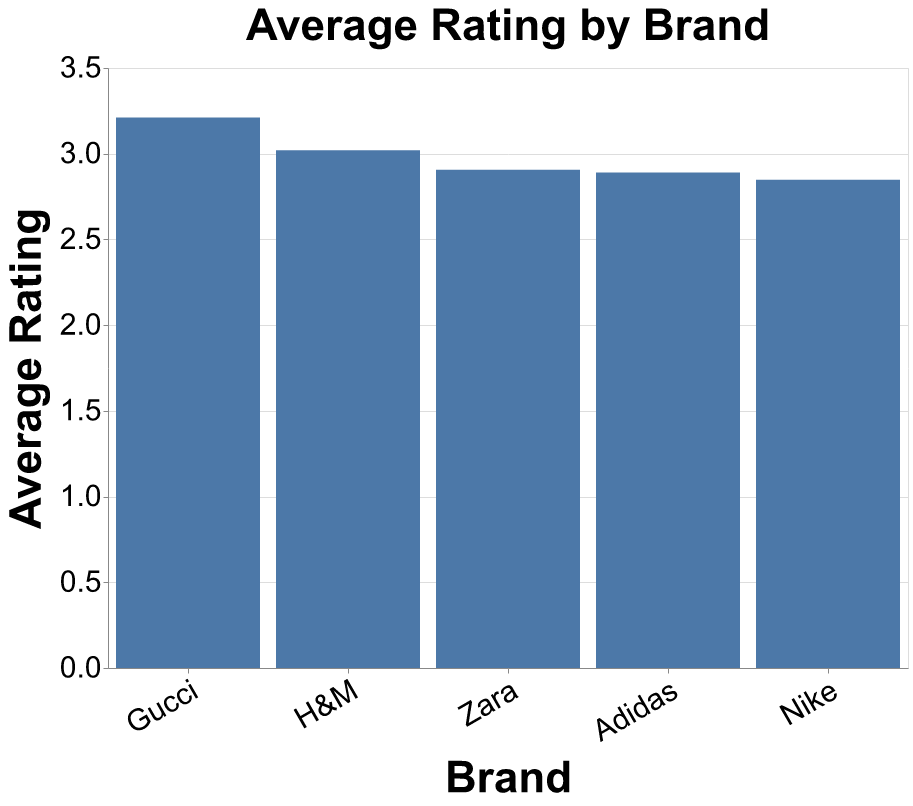 Average Rating by Brand
Average Rating
3.5
3.0
2.5
2.0
1.5
1.0
0.5
0.0
Gucci
H&M
Zara
Adidas
Nike
Brand